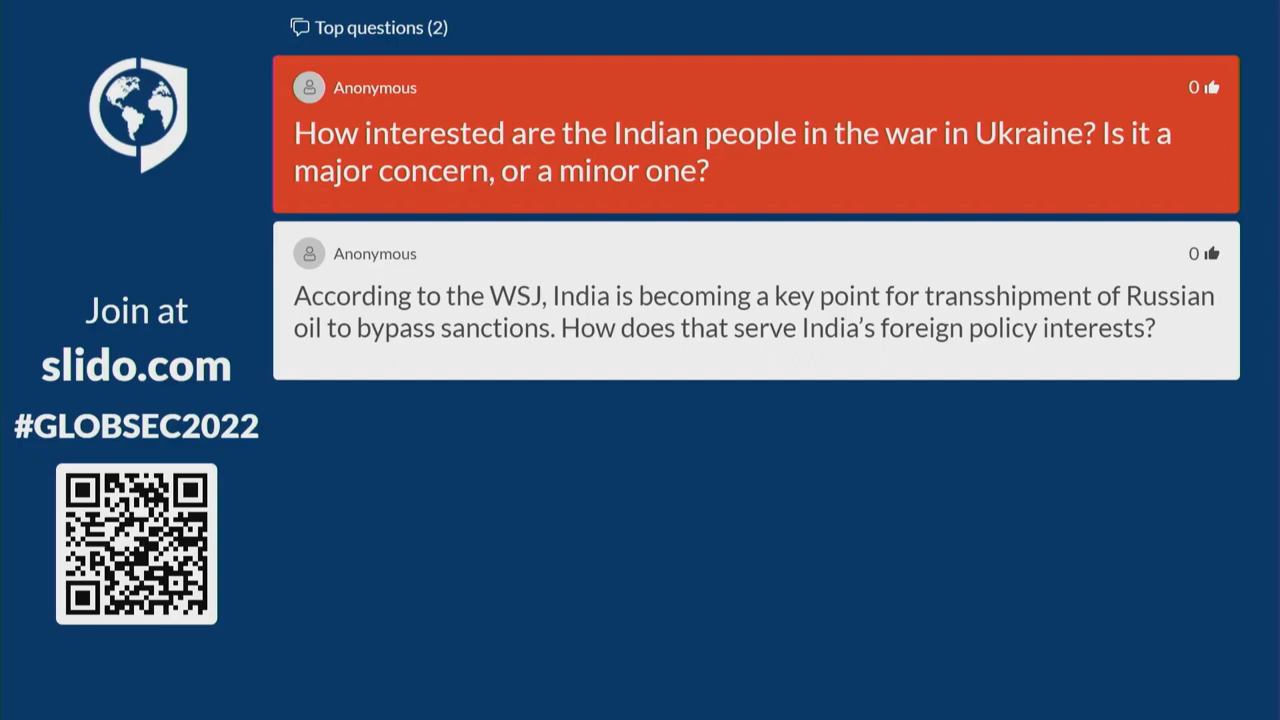 Top questions (2)
Anonymous
0
How interested are the Indian people in the war in Ukraine? Is it a
major concern, or a minor one?
Anonymous
0
According to the WSJ, India is becoming a key point for transshipment of Russian
oil to bypass sanctions. How does that serve India’s foreign policy interests?
Join at
slido.com
#GLOBSEC2022